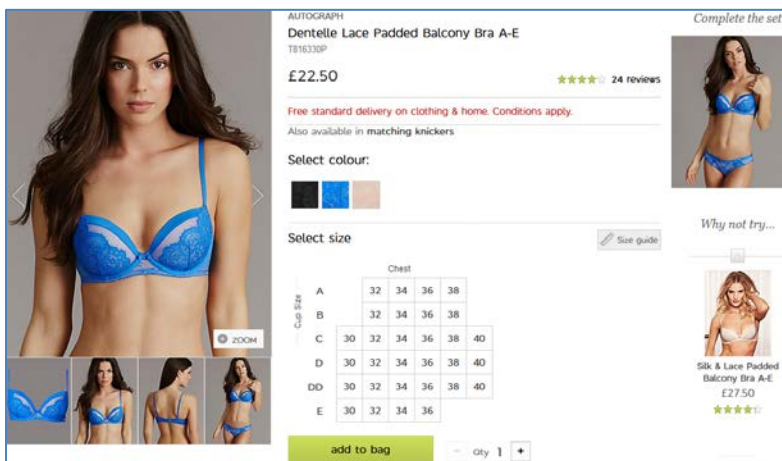 AUTOGRAPH
Dentelle Lace Padded Balcony Bra A-E
T816330P
£22.50
24 reviews
Free standard delivery on clothing & home. Conditions apply.
Also available in matching knickers
Select colour:
Select size
Size guide
Chest
Cup Size
A 32 34 36 38
B 32 34 36 38
C 30 32 34 36 38 40
D 30 32 34 36 38 40
DD 30 32 34 36 38 40
E 30 32 34 36
add to bag
- Qty 1 +
ZOOM
Complete the set
Why not try...
Silk & Lace Padded
Balcony Bra A-E
£27.50